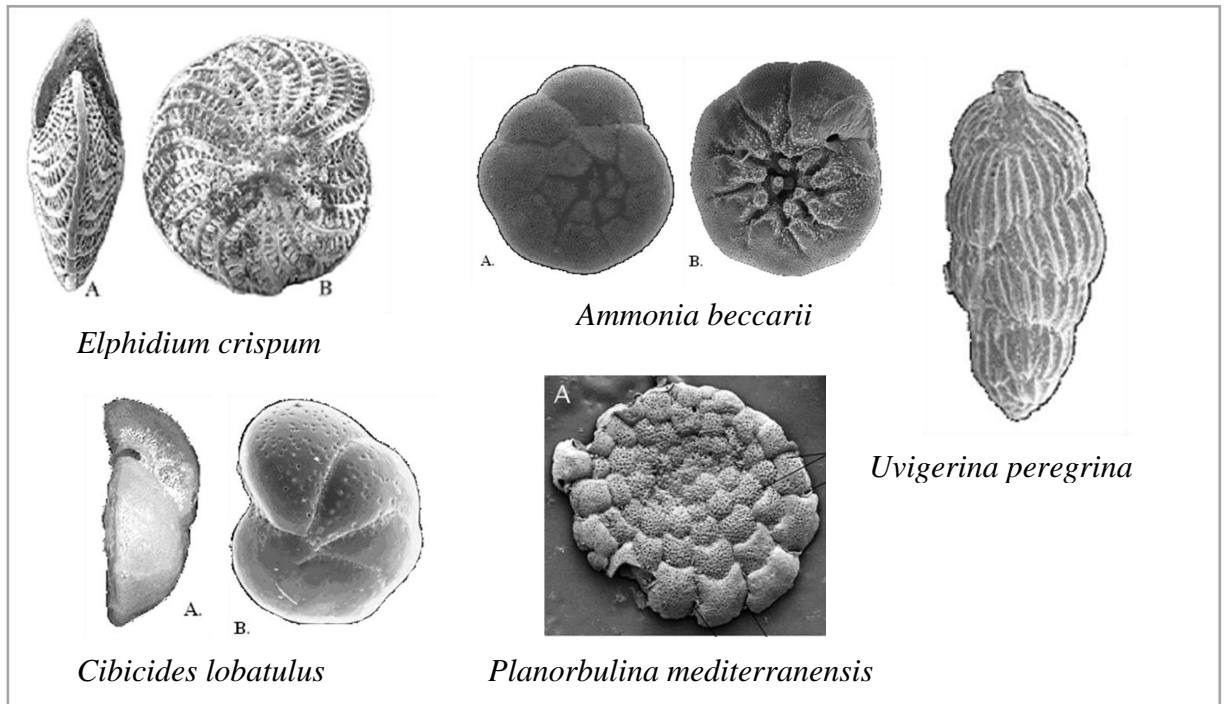 A
B
Elphidium crispum
A.
B.
Ammonia beccarii
Uvigerina peregrina
A.
B.
Cibicides lobatulus
A
Planorbulina mediterranensis